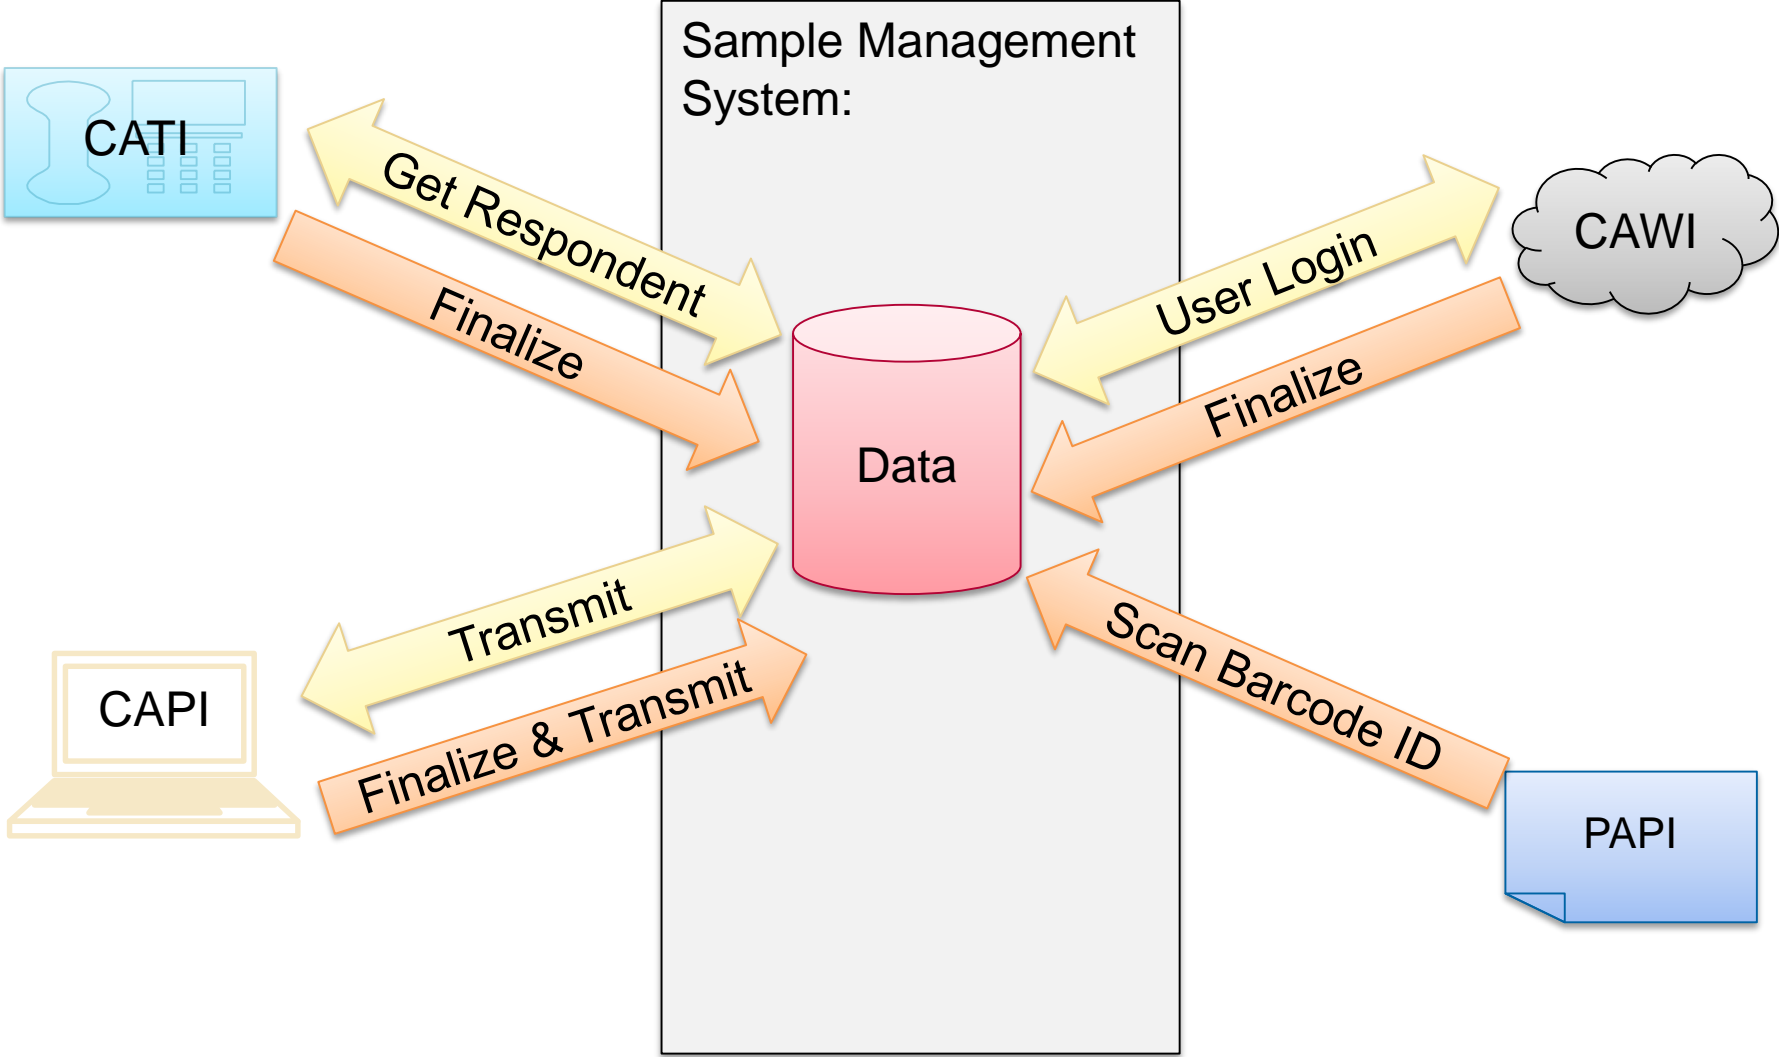 Sample Management
System:
CATI
Get Respondent
Finalize
CAWI
User Login
Finalize
Data
Transmit
CAPI
Finalize & Transmit
Scan Barcode ID
PAPI